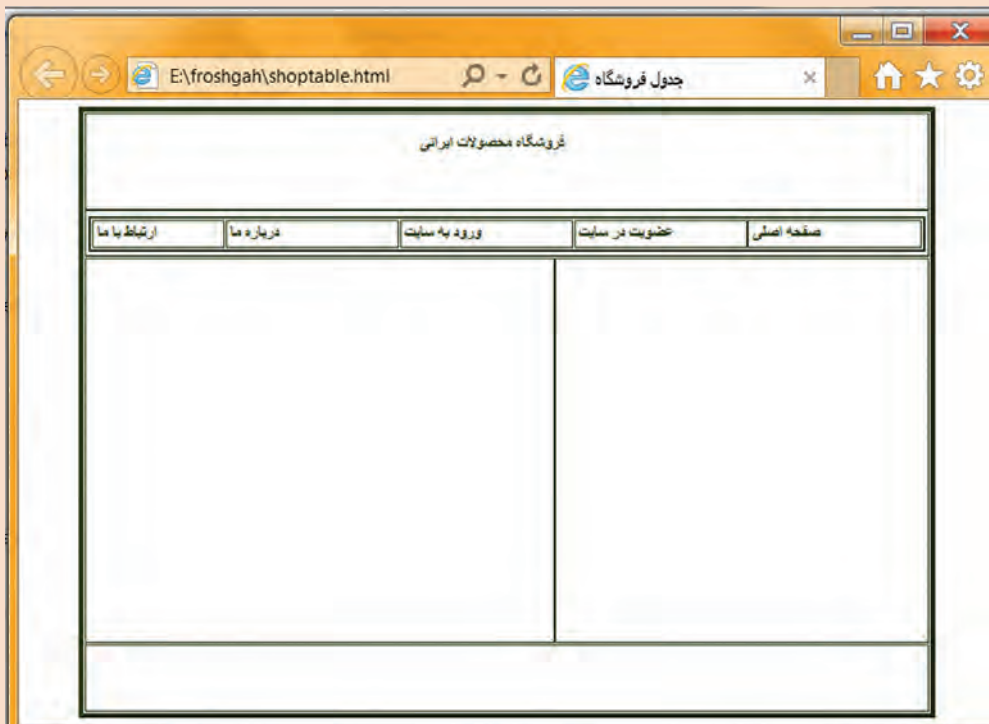 E:\froshgah\shoptable.html
جدول فروشگاه
فروشگاه محصولات ایرانی
صفحه اصلی
عضویت در سایت
ورود به سایت
درباره ما
ارتباط با ما